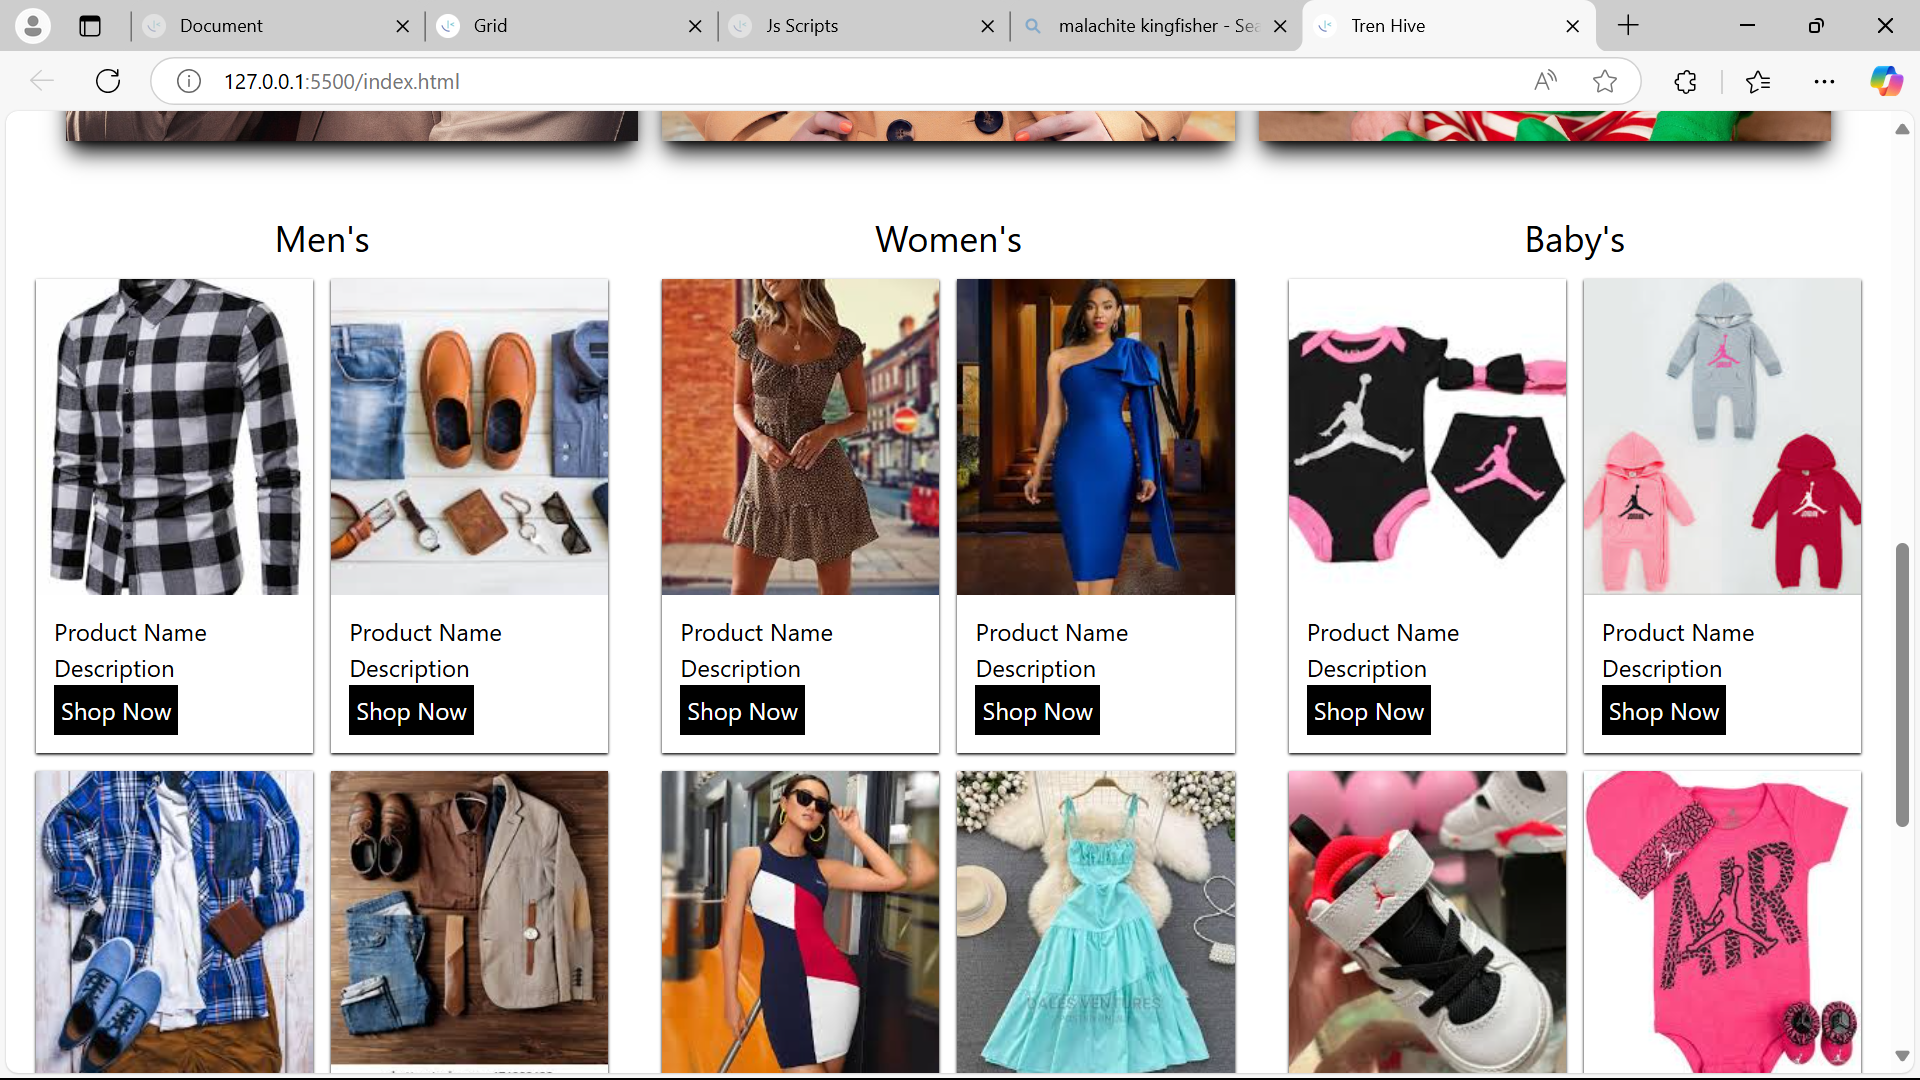 Document
Grid
Js Scripts
malachite kingfisher - Sea
Tren Hive
127.0.0.1:5500/index.html
Men's
Women's
Baby's
Product Name
Description
Shop Now
Product Name
Description
Shop Now
Product Name
Description
Shop Now
Product Name
Description
Shop Now
Product Name
Description
Shop Now
Product Name
Description
Shop Now
DALES VENTURES
AIR